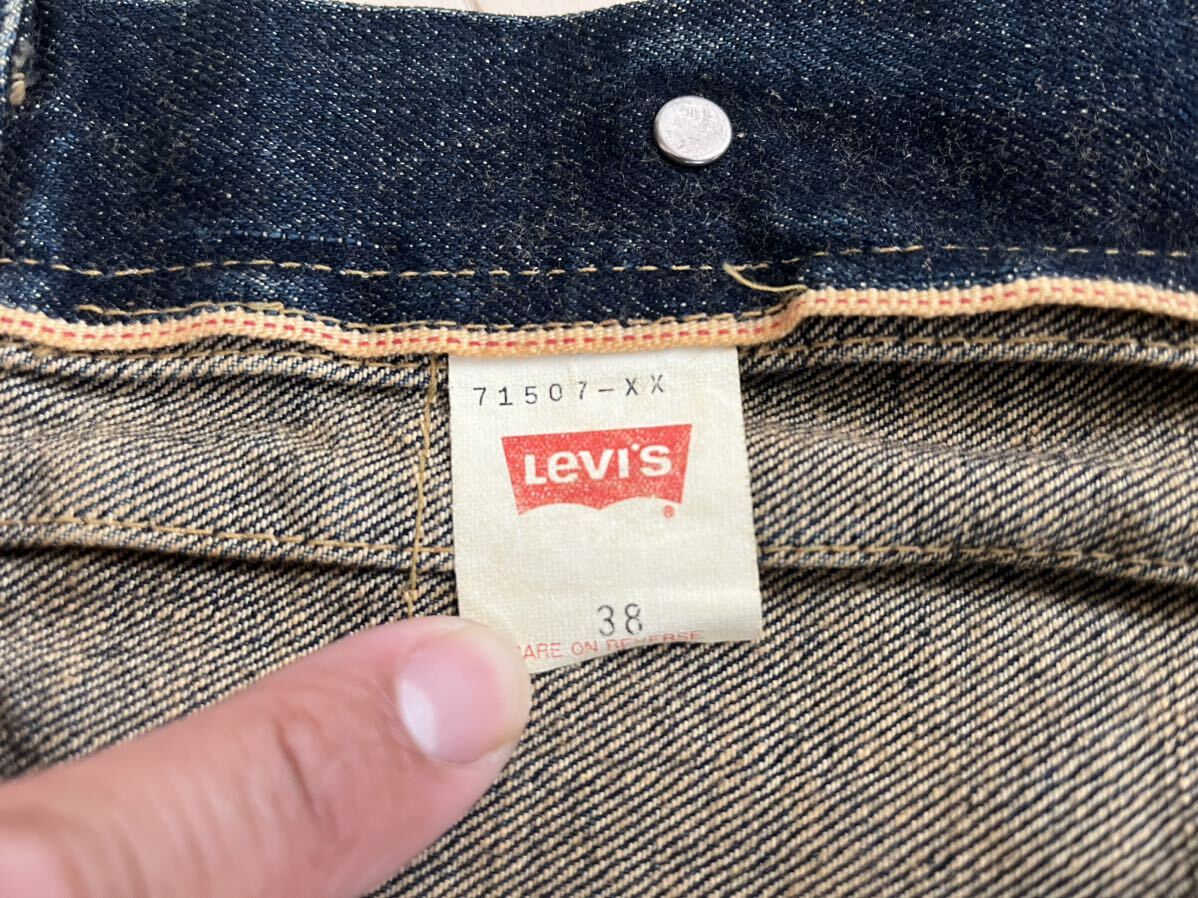 71507-XX
LEVI'S
®
38
CARE ON REVERSE